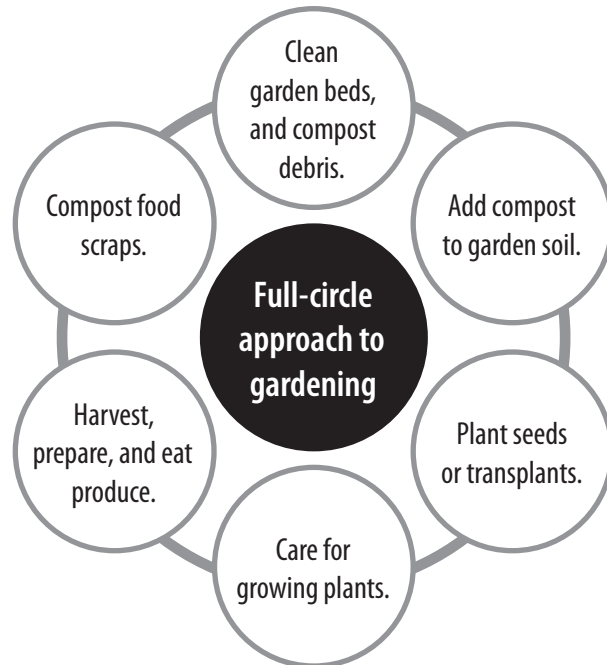 Clean
garden beds,
and compost
debris.
Add compost
to garden soil.
Plant seeds
or transplants.
Care for
growing plants.
Harvest,
prepare, and eat
produce.
Compost food
scraps.
Full-circle
approach to
gardening